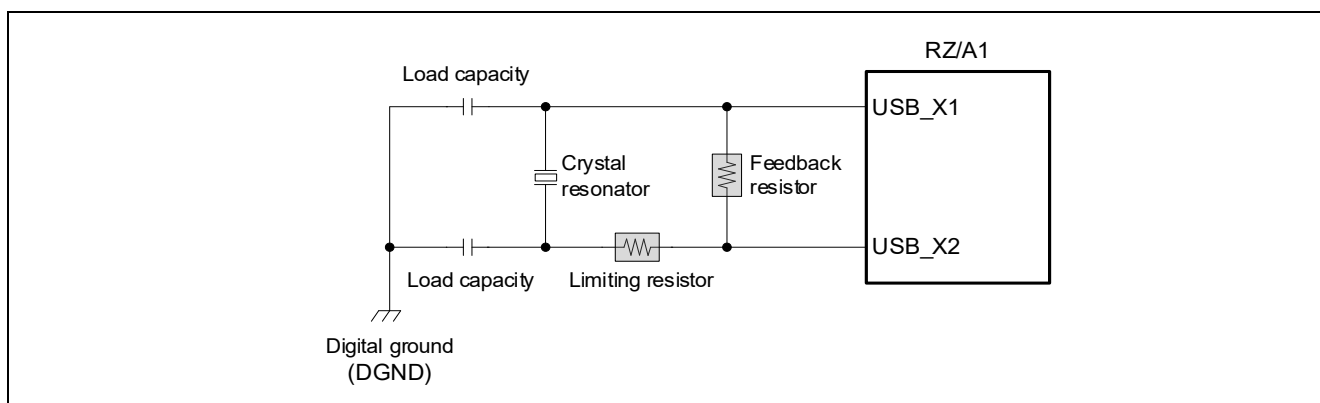 RZ/A1
Load capacity
USB_X1
Crystal
resonator
Feedback
resistor
USB_X2
Load capacity
Limiting resistor
Digital ground
(DGND)